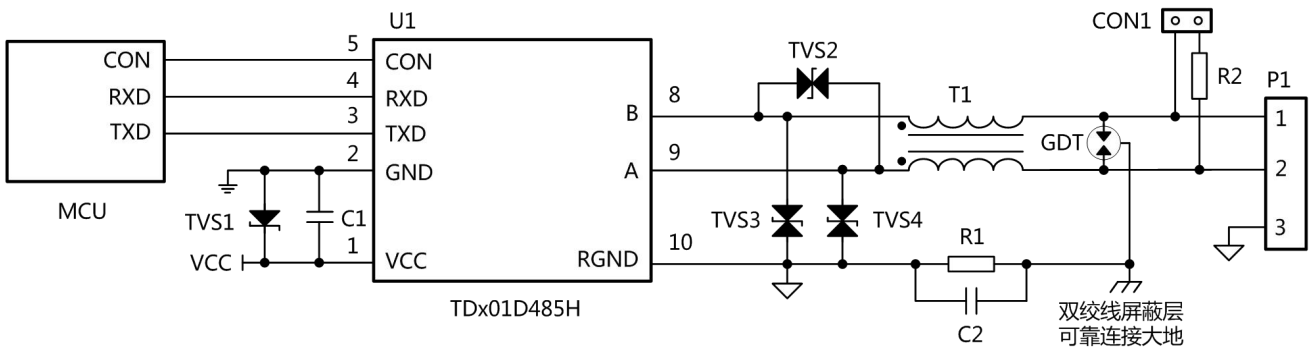 U1
CON1
CON
5
CON
TVS2
R2
P1
RXD
4
RXD
8
T1
TXD
3
TXD
B
1
2
GND
9
GDT
A
2
MCU
TVS1
C1
TVS3
TVS4
3
VCC
1
VCC
RGND
10
R1
TDx01D485H
C2
双绞线屏蔽层
可靠连接大地